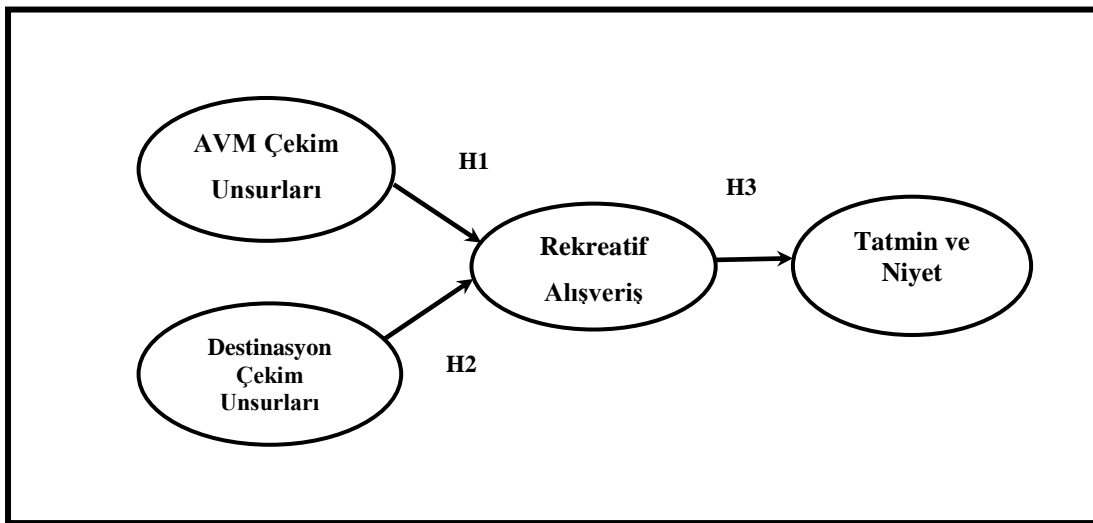 AVM Çekim
Unsurları
H1
Destinasyon
Çekim
Unsurları
H2
Rekreatif
Alışveriş
H3
Tatmin ve
Niyet